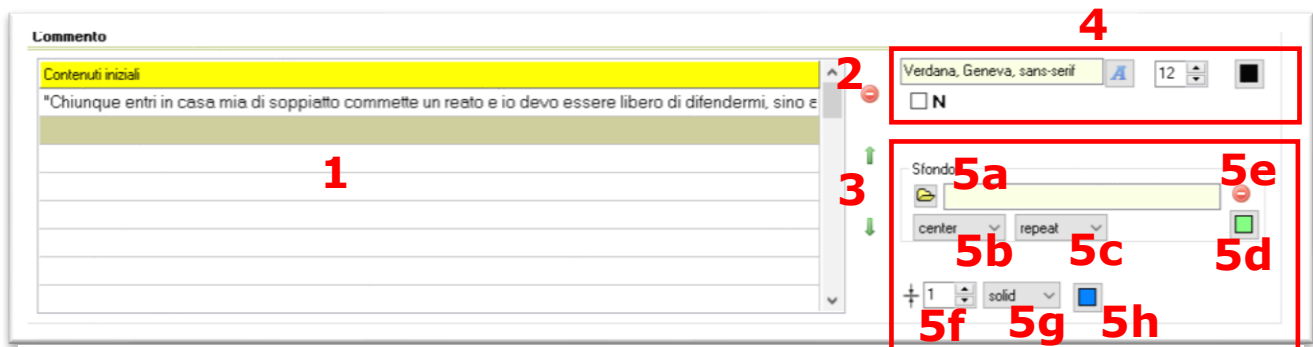 Commento
4
Contenuti iniziali
2
Verdana, Geneva, sans-serif
A
12
"Chiunque entri in casa mia di soppiatto commette un reato e io devo essere libero di difendermi, sino a
N
1
3
Sfondo
5a
5e
center
repeat
5b
5c
5d
1
solid
5f
5g
5h